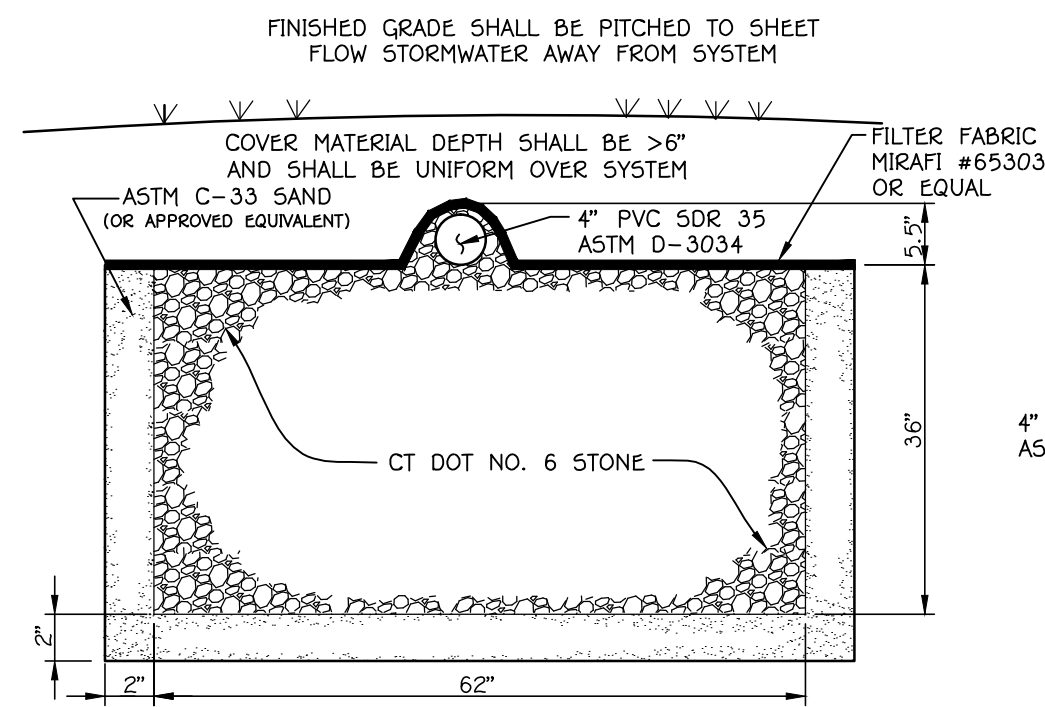 FINISHED GRADE SHALL BE PITCHED TO SHEET
FLOW STORMWATER AWAY FROM SYSTEM
COVER MATERIAL DEPTH SHALL BE >6"
AND SHALL BE UNIFORM OVER SYSTEM
FILTER FABRIC
MIRAFI #65303
OR EQUAL
ASTM C-33 SAND
(OR APPROVED EQUIVALENT)
4" PVC SDR 35
ASTM D-3034
5.5"
36"
4"
AS
CT DOT NO. 6 STONE
2"
2"
62"